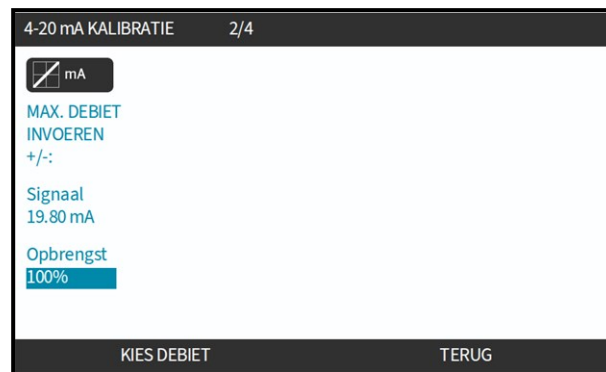 4-20 mA KALIBRATIE 2/4
mA
MAX. DEBIET
INVOEREN
+/-:
Signaal
19.80 mA
Opbrengst
100%
KIES DEBIET TERUG